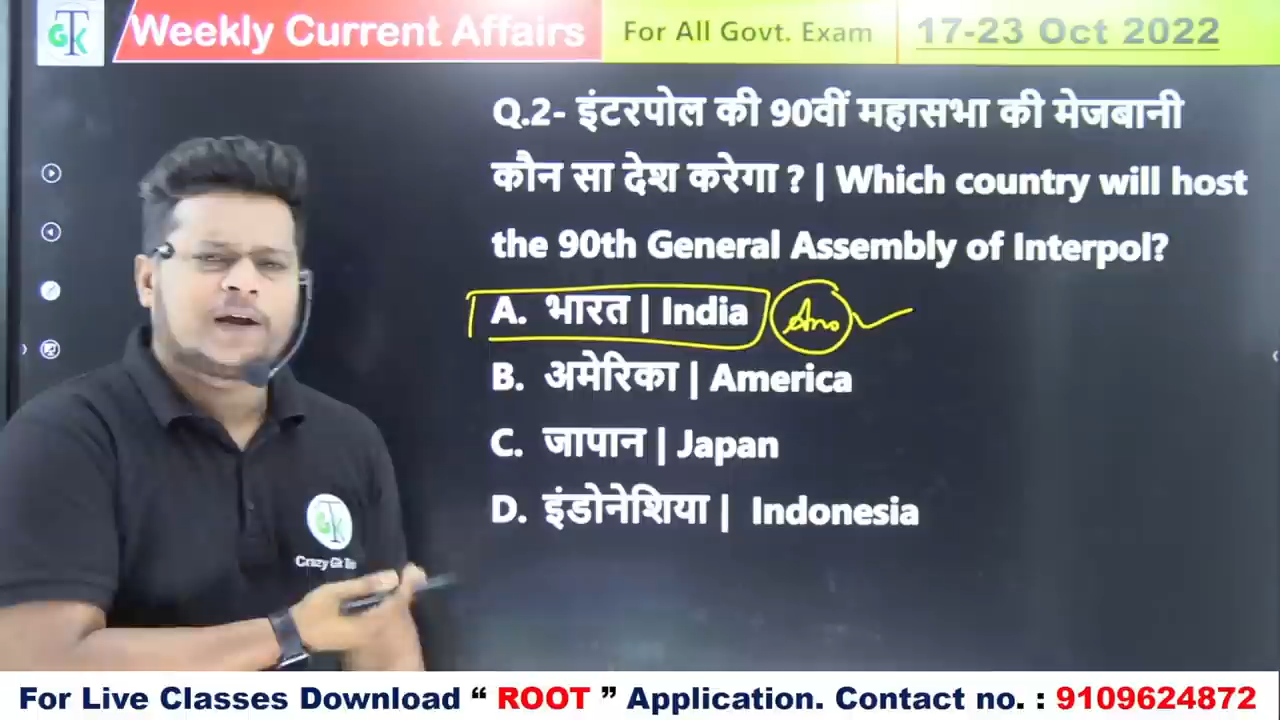 GTK
Weekly Current Affairs
For All Govt. Exam
17-23 Oct 2022
Q.2- इंटरपोल की 90वीं महासभा की मेजबानी
कौन सा देश करेगा ? | Which country will host
the 90th General Assembly of Interpol?
A. भारत | India Ans
B. अमेरिका | America
C. जापान | Japan
D. इंडोनेशिया | Indonesia
GTK
Crazy Gk
For Live Classes Download “ ROOT ” Application. Contact no. : 9109624872